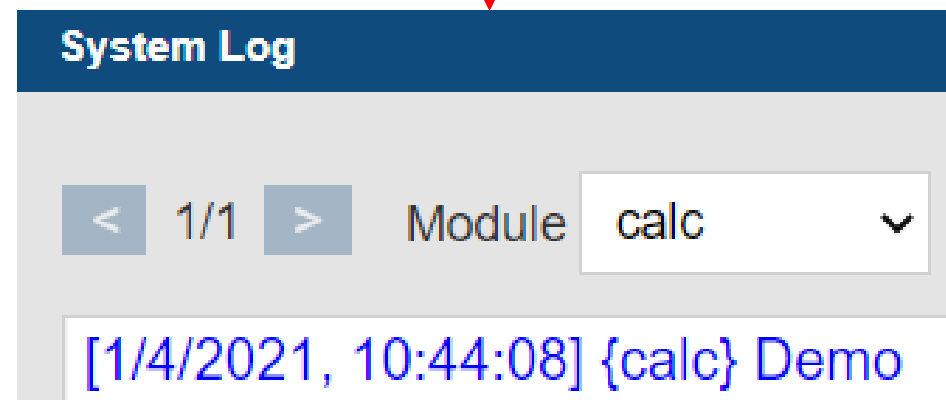 System Log
< 1/1 > Module calc
[1/4/2021, 10:44:08] {calc} Demo